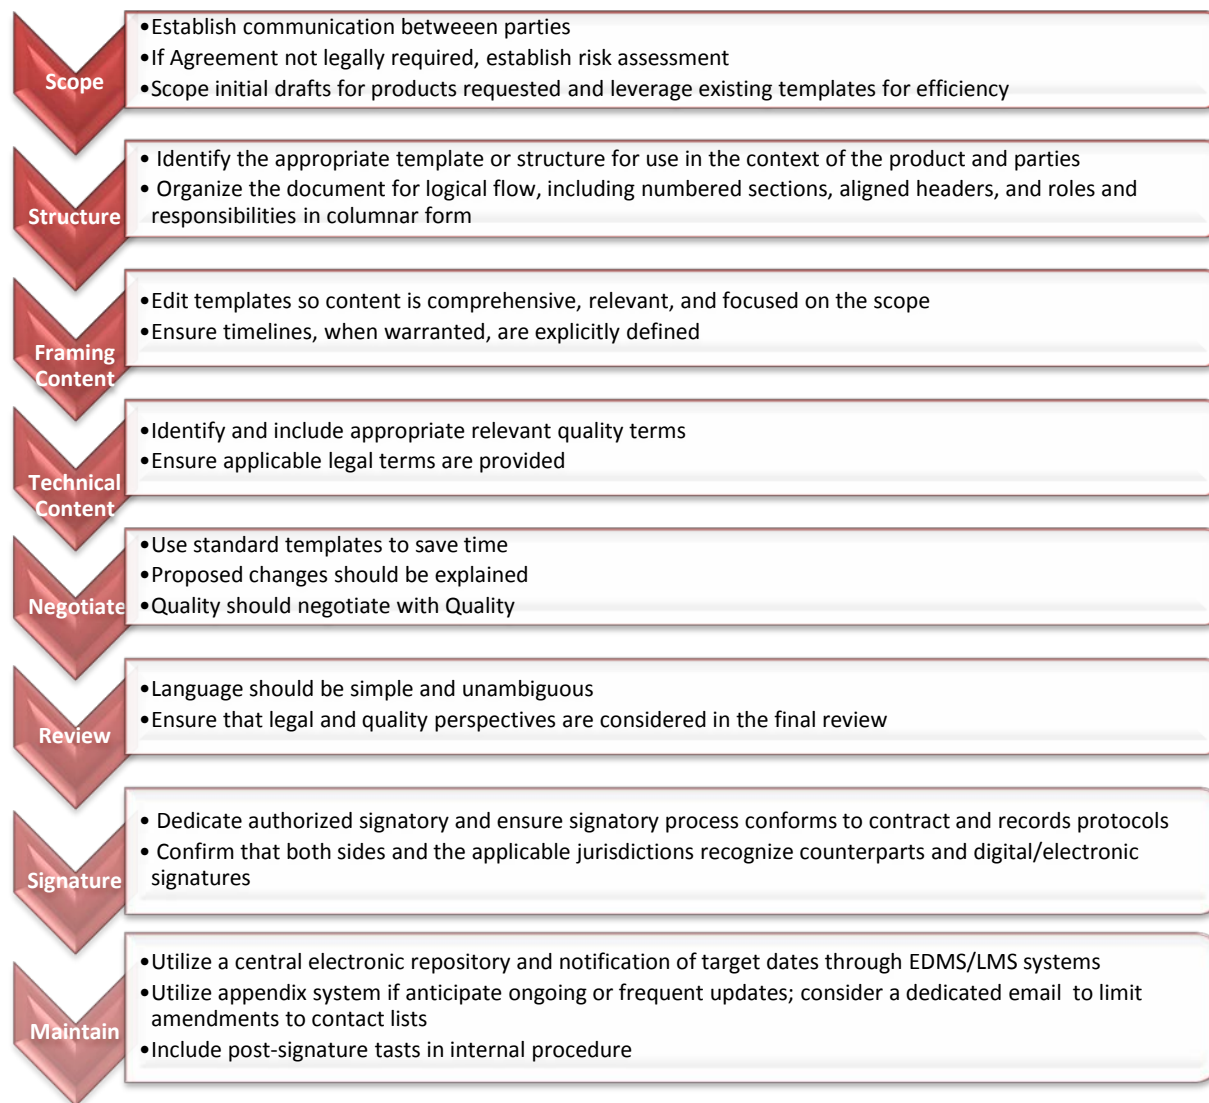 Scope
•Establish communication betweeen parties
•If Agreement not legally required, establish risk assessment
•Scope initial drafts for products requested and leverage existing templates for efficiency
Structure
• Identify the appropriate template or structure for use in the context of the product and parties
• Organize the document for logical flow, including numbered sections, aligned headers, and roles and
responsibilities in columnar form
Framing
Content
•Edit templates so content is comprehensive, relevant, and focused on the scope
•Ensure timelines, when warranted, are explicitly defined
Technical
Content
•Identify and include appropriate relevant quality terms
•Ensure applicable legal terms are provided
Negotiate
•Use standard templates to save time
•Proposed changes should be explained
•Quality should negotiate with Quality
Review
•Language should be simple and unambiguous
•Ensure that legal and quality perspectives are considered in the final review
Signature
• Dedicate authorized signatory and ensure signatory process conforms to contract and records protocols
• Confirm that both sides and the applicable jurisdictions recognize counterparts and digital/electronic
signatures
Maintain
•Utilize a central electronic repository and notification of target dates through EDMS/LMS systems
•Utilize appendix system if anticipate ongoing or frequent updates; consider a dedicated email  to limit
amendments to contact lists
•Include post-signature tasts in internal procedure